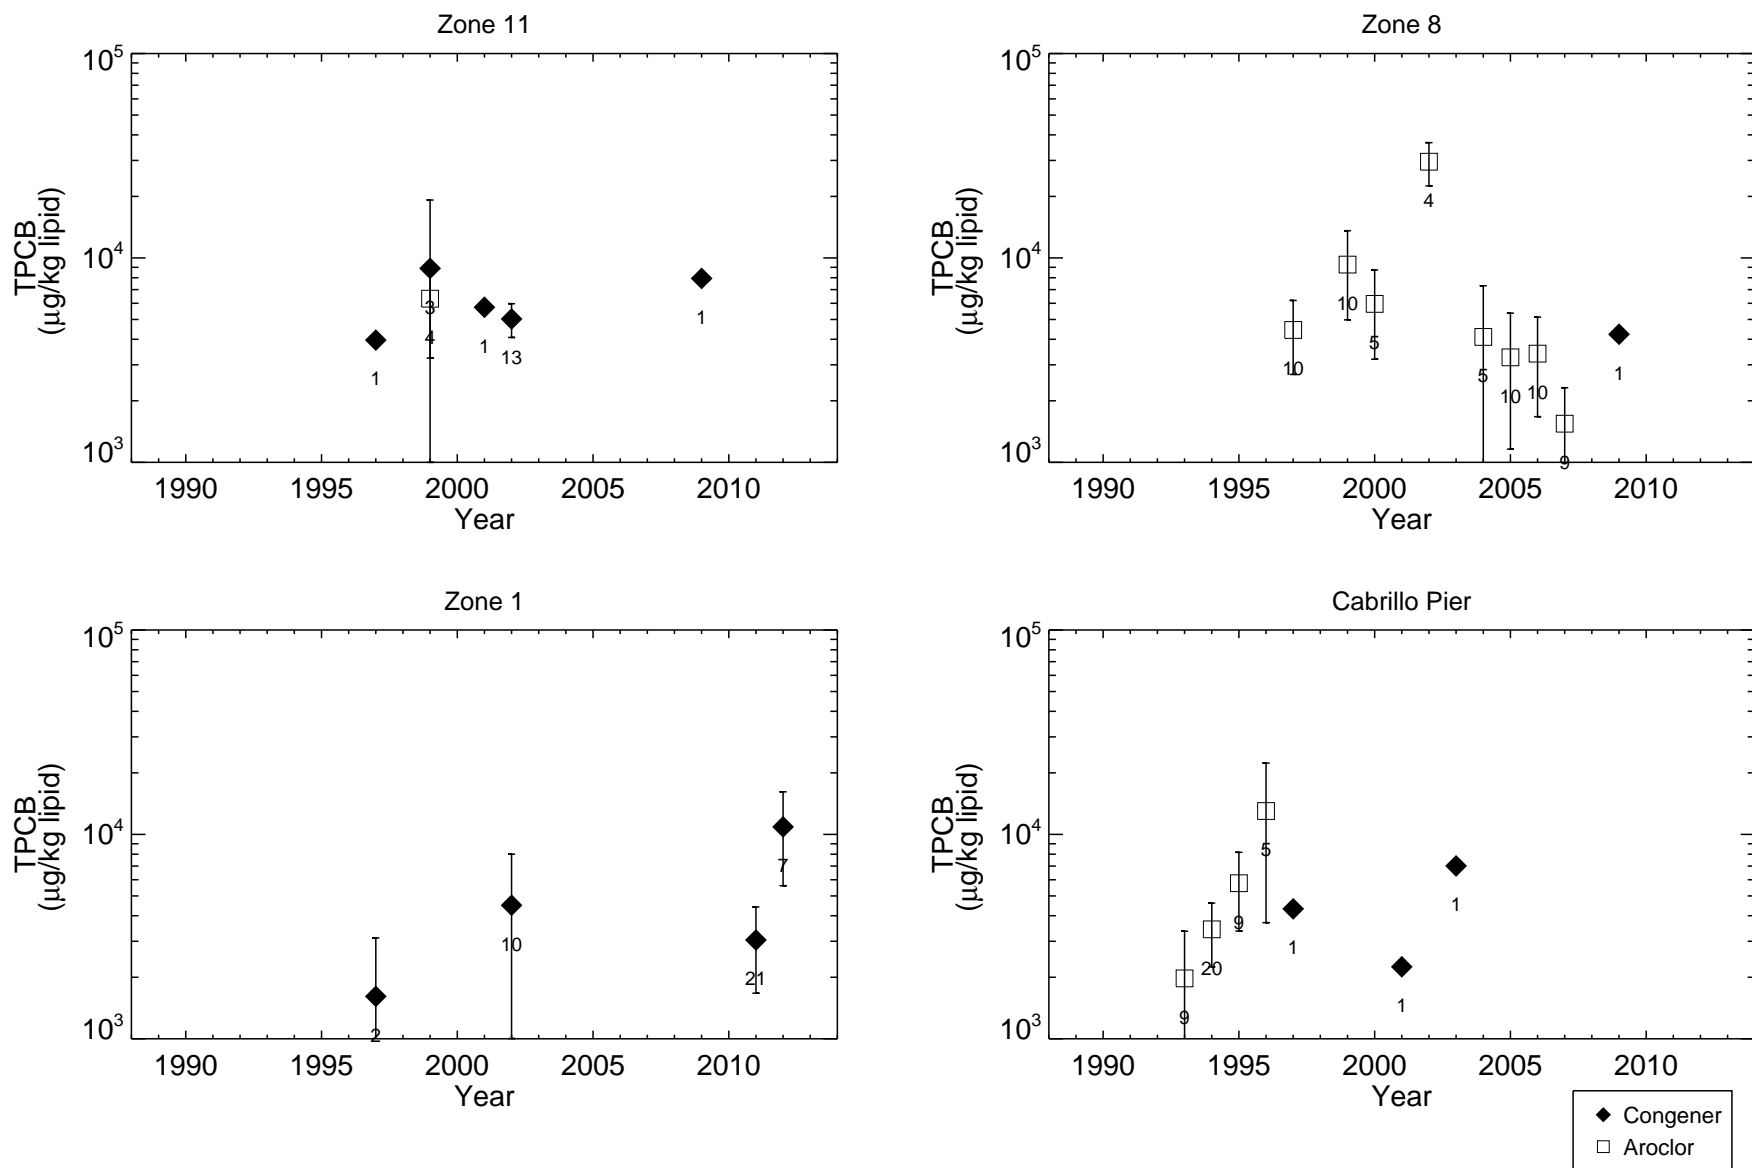 Zone 11
10^5
10^4
10^3
TPCB
(µg/kg lipid)
1
3
4
1
13
1
1990 1995 2000 2005 2010
Year
Zone 8
10^5
10^4
10^3
TPCB
(µg/kg lipid)
10
10
5
4
5
10
10
9
1
1990 1995 2000 2005 2010
Year
Zone 1
10^5
10^4
10^3
TPCB
(µg/kg lipid)
2
10
21
7
1990 1995 2000 2005 2010
Year
Cabrillo Pier
10^5
10^4
10^3
TPCB
(µg/kg lipid)
9
20
9
5
1
1
1
1990 1995 2000 2005 2010
Year
Congener
Aroclor